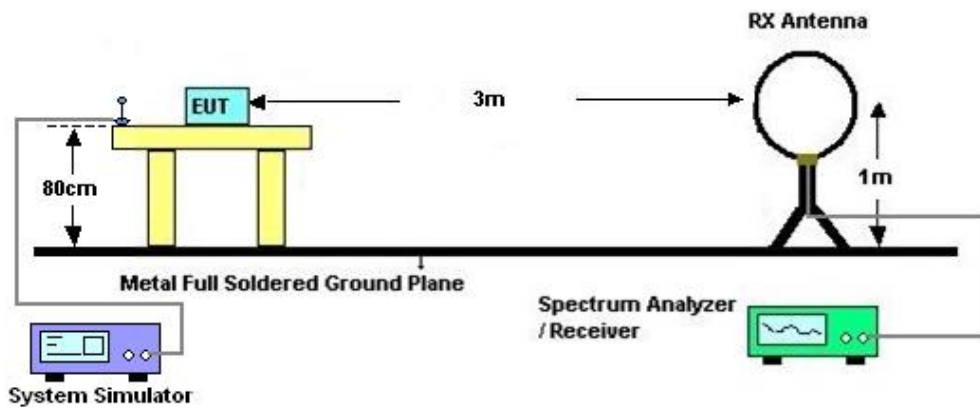 RX Antenna
EUT
3m
80cm
1m
Metal Full Soldered Ground Plane
Spectrum Analyzer
/ Receiver
System Simulator